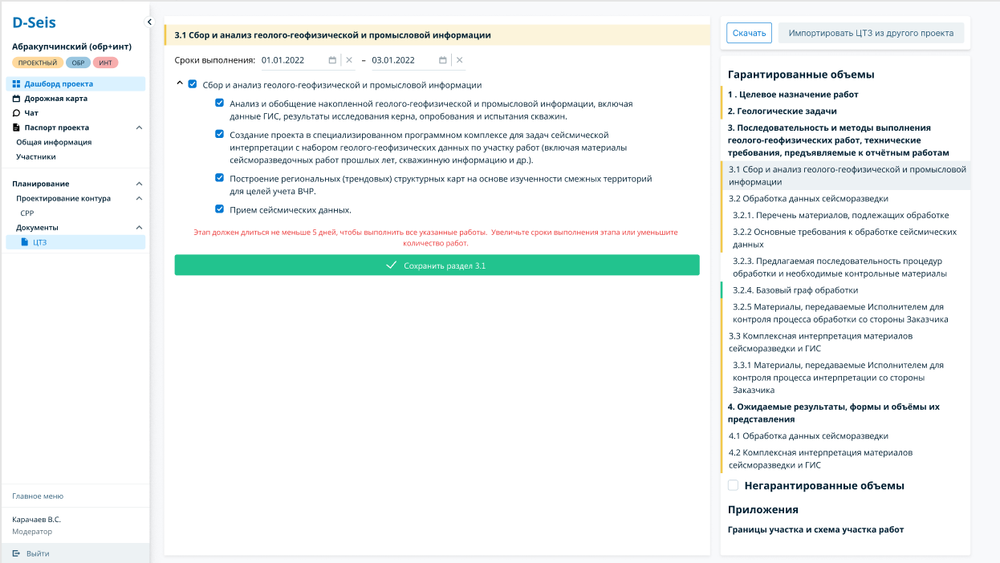 D-Seis
Абракупчинский (обр+инт)
ПРОЕКТНЫЙ ОБР ИНТ
Дашборд проекта
Дорожная карта
Чат
Паспорт проекта
Общая информация
Участники
Планирование
Проектирование контура
СРР
Документы
ЦТЗ
Главное меню
Карачаев В.С.
Модератор
Выйти
3.1 Сбор и анализ геолого-геофизической и промысловой информации
Сроки выполнения: 01.01.2022 – 03.01.2022
Сбор и анализ геолого-геофизической и промысловой информации
Анализ и обобщение накопленной геолого-геофизической и промысловой информации, включая
данные ГИС, результаты исследования керна, опробования и испытания скважин.
Создание проекта в специализированном программном комплексе для задач сейсмической
интерпретации с набором геолого-геофизических данных по участку работ (включая материалы
сейсморазведочных работ прошлых лет, скважинную информацию и др.).
Построение региональных (трендовых) структурных карт на основе изученности смежных территорий
для целей учета ВЧР.
Прием сейсмических данных.
Этап должен длиться не меньше 5 дней, чтобы выполнить все указанные работы. Увеличьте сроки выполнения этапа или уменьшите
количество работ.
Сохранить раздел 3.1
Скачать Импортировать ЦТЗ из другого проекта
Гарантированные объемы
1 . Целевое назначение работ
2. Геологические задачи
3. Последовательность и методы выполнения
геолого-геофизических работ, технические
требования, предъявляемые к отчётным работам
3.1 Сбор и анализ геолого-геофизической и промысловой
информации
3.2 Обработка данных сейсморазведки
3.2.1. Перечень материалов, подлежащих обработке
3.2.2 Основные требования к обработке сейсмических
данных
3.2.3. Предлагаемая последовательность процедур
обработки и необходимые контрольные материалы
3.2.4. Базовый граф обработки
3.2.5 Материалы, передаваемые Исполнителем для
контроля процесса обработки со стороны Заказчика
3.3 Комплексная интерпретация материалов
сейсморазведки и ГИС
3.3.1 Материалы, передаваемые Исполнителем для
контроля процесса интерпретации со стороны
Заказчика
4. Ожидаемые результаты, формы и объёмы их
представления
4.1 Обработка данных сейсморазведки
4.2 Комплексная интерпретация материалов
сейсморазведки и ГИС
Негарантированные объемы
Приложения
Границы участка и схема участка работ